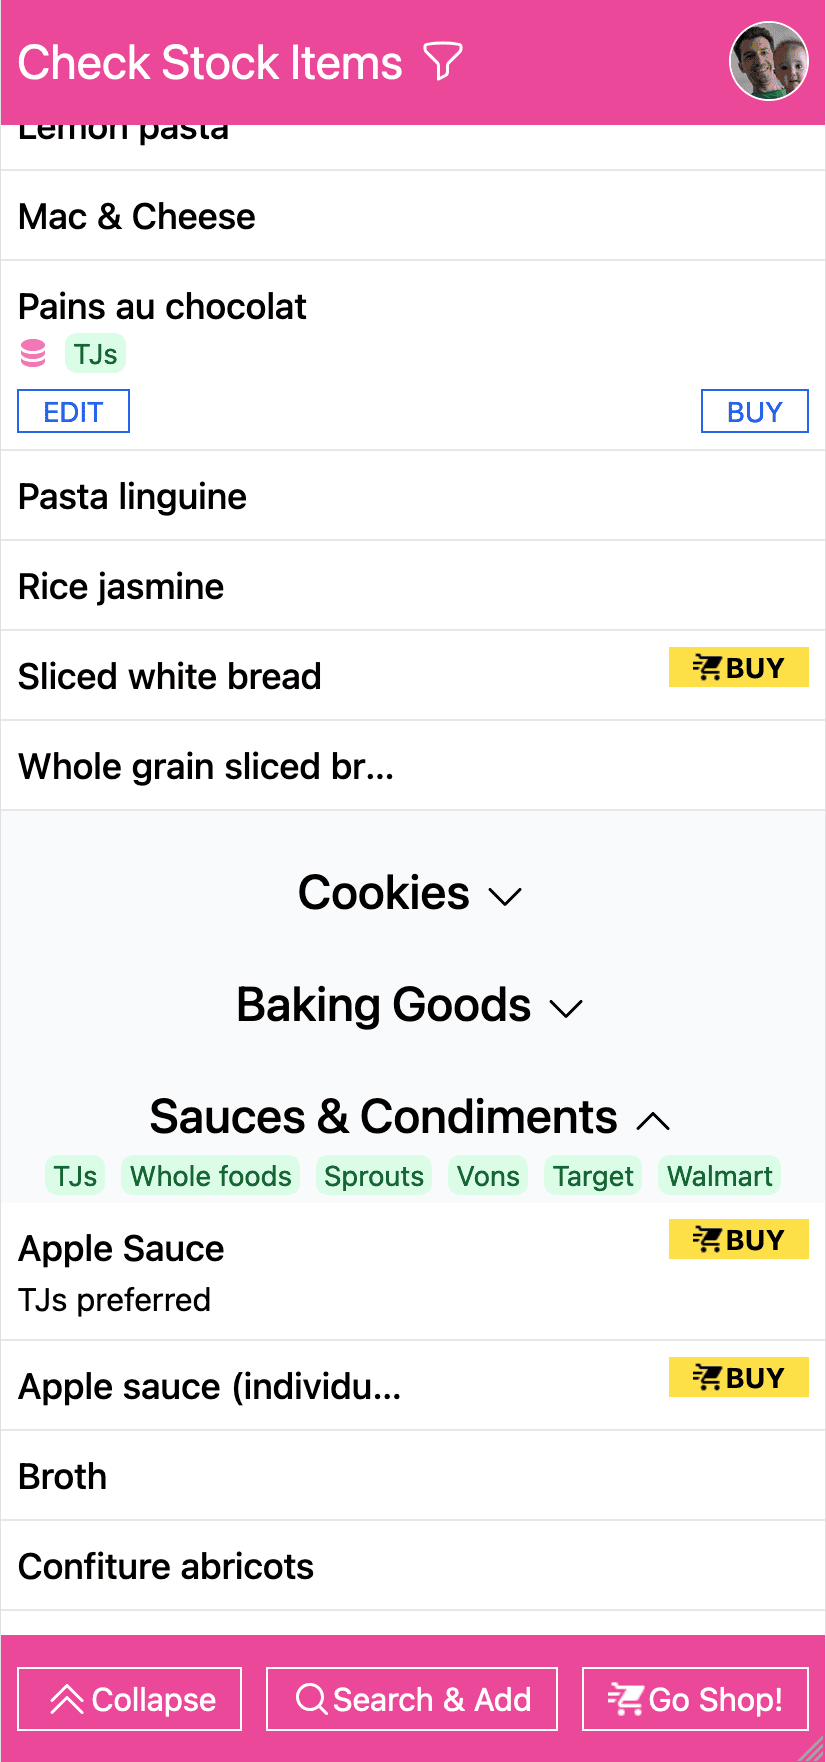 Check Stock Items
Lemon pasta
Mac & Cheese
Pains au chocolat
TJs
EDIT BUY
Pasta linguine
Rice jasmine
Sliced white bread BUY
Whole grain sliced br...
Cookies
Baking Goods
Sauces & Condiments
TJs Whole foods Sprouts Vons Target Walmart
Apple Sauce BUY
TJs preferred
Apple sauce (individu... BUY
Broth
Confiture abricots
Collapse Search & Add Go Shop!